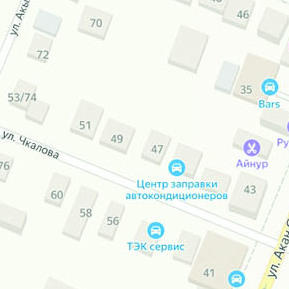 ул. Акы
70
46
72
35
Bars
53/74
51
49
47
Ру
Айнур
ул. Чкалова
76
Центр заправки
автокондиционеров
60
43
58
56
ТЭК сервис
41
ул. Акан С